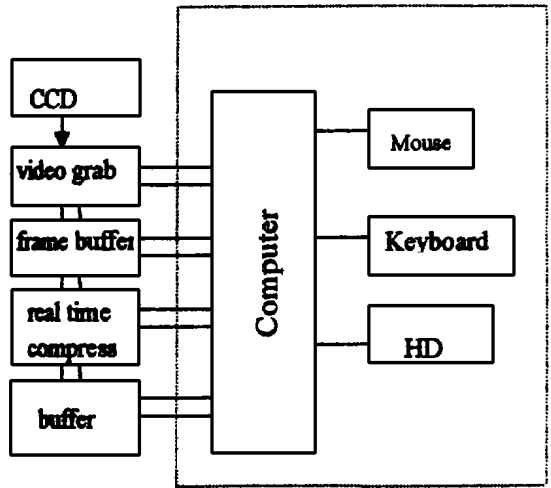 CCD
video grab
frame buffer
real time
compress
buffer
Computer
Mouse
Keyboard
HD